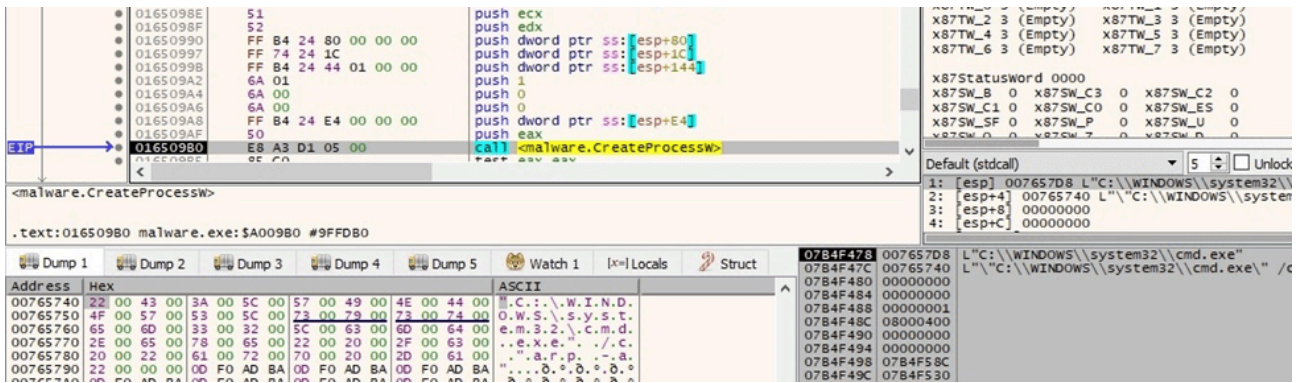 0165098E 51 push ecx
0165098F 52 push edx
01650990 FF B4 24 80 00 00 00 push dword ptr ss:[esp+80]
01650997 FF 74 24 1C push dword ptr ss:[esp+1C]
0165099B FF B4 24 44 01 00 00 push dword ptr ss:[esp+144]
016509A2 6A 01 push 1
016509A4 6A 00 push 0
016509A6 6A 00 push 0
016509A8 FF B4 24 E4 00 00 00 push dword ptr ss:[esp+E4]
016509AF 50 push eax
EIP 016509B0 E8 A3 D1 05 00 call <malware.CreateProcessW>
x87TW_2 3 (Empty) x87TW_3 3 (Empty)
x87TW_4 3 (Empty) x87TW_5 3 (Empty)
x87TW_6 3 (Empty) x87TW_7 3 (Empty)
x87StatusWord 0000
x87SW_B 0 x87SW_C3 0 x87SW_C2 0
x87SW_C1 0 x87SW_C0 0 x87SW_ES 0
x87SW_SF 0 x87SW_P 0 x87SW_U 0
Default (stdcall) 5 Unlock
1: [esp] 007657D8 L"C:\\WINDOWS\\system32\\
2: [esp+4] 00765740 L"\"C:\\WINDOWS\\system
3: [esp+8] 00000000
4: [esp+C] 00000000
<malware.CreateProcessW>
.text:016509B0 malware.exe:$A009B0 #9FFDB0
Dump 1 Dump 2 Dump 3 Dump 4 Dump 5 Watch 1 [x=] Locals Struct
Address Hex ASCII
00765740 22 00 43 00 3A 00 5C 00 57 00 49 00 4E 00 44 00 ".C.:.\.W.I.N.D.
00765750 4F 00 57 00 53 00 5C 00 73 00 79 00 73 00 74 00 O.W.S.\.s.y.s.t.
00765760 65 00 6D 00 33 00 32 00 5C 00 63 00 6D 00 64 00 e.m.3.2.\.c.m.d.
00765770 2E 00 65 00 78 00 65 00 22 00 20 00 2F 00 63 00 ..e.x.e.". ./.c.
00765780 20 00 22 00 61 00 72 00 70 00 20 00 2D 00 61 00 .".a.r.p. .-.a.
00765790 22 00 00 00 0D F0 AD BA 0D F0 AD BA 0D F0 AD BA
07B4F478 007657D8 L"C:\\WINDOWS\\system32\\cmd.exe"
07B4F47C 00765740 L"\"C:\\WINDOWS\\system32\\cmd.exe\" /c
07B4F480 00000000
07B4F484 00000000
07B4F488 00000001
07B4F48C 08000400
07B4F490 00000000
07B4F494 00000000
07B4F498 07B4F58C
07B4F49C 07B4F530